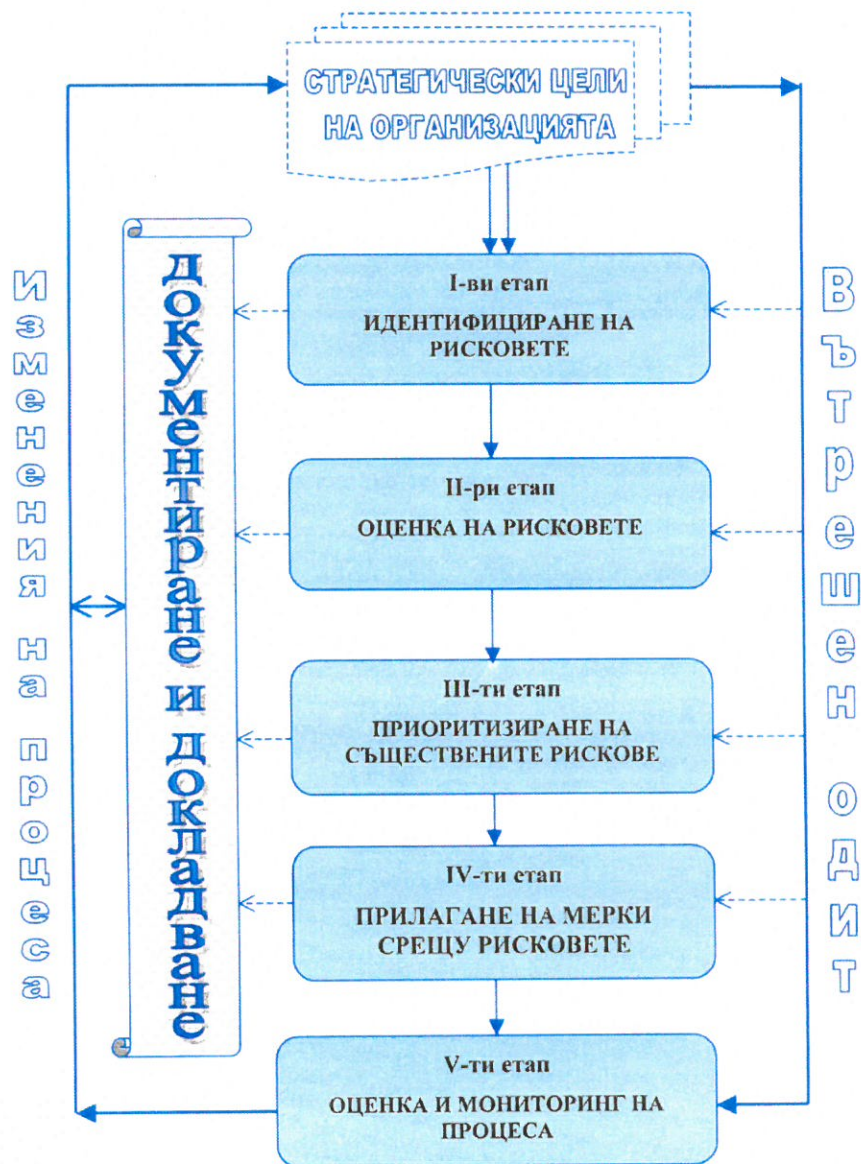 СТРАТЕГИЧЕСКИ ЦЕЛИ
НА ОРГАНИЗАЦИЯТА
Изменения на процеса
документиране и докладване
I-ви етап
ИДЕНТИФИЦИРАНЕ НА
РИСКОВЕТЕ
II-ри етап
ОЦЕНКА НА РИСКОВЕТЕ
III-ти етап
ПРИОРИТИЗИРАНЕ НА
СЪЩЕСТВЕНИТЕ РИСКОВЕ
IV-ти етап
ПРИЛАГАНЕ НА МЕРКИ
СРЕЩУ РИСКОВЕТЕ
V-ти етап
ОЦЕНКА И МОНИТОРИНГ НА
ПРОЦЕСА
Вътрешен одит